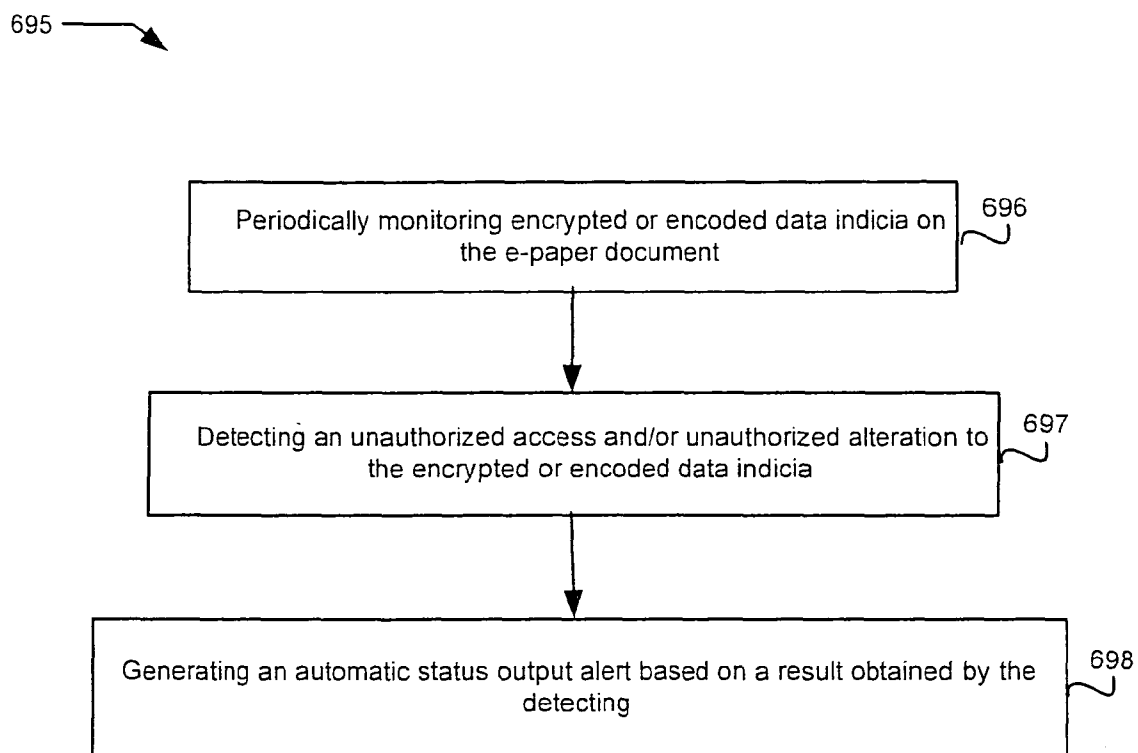 695
Periodically monitoring encrypted or encoded data indicia on
the e-paper document
696
Detecting an unauthorized access and/or unauthorized alteration to
the encrypted or encoded data indicia
697
Generating an automatic status output alert based on a result obtained by the
detecting
698